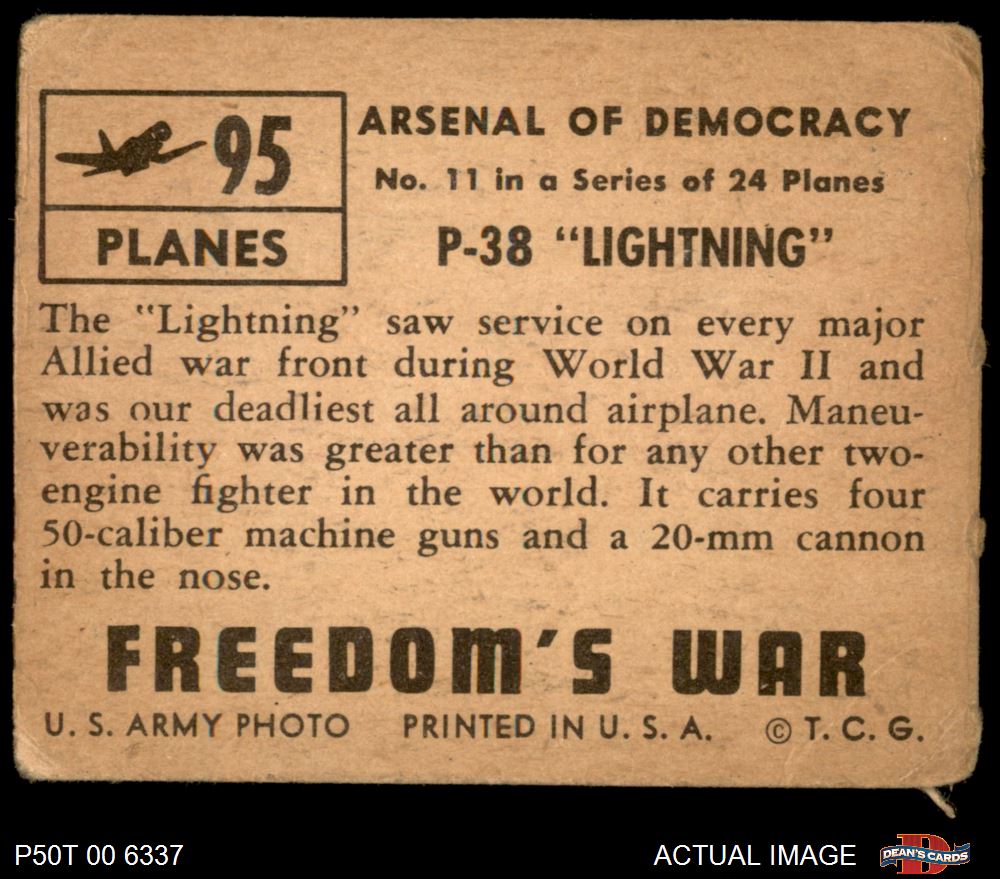 95
PLANES
ARSENAL OF DEMOCRACY
No. 11 in a Series of 24 Planes
P-38 “LIGHTNING”
The “Lightning” saw service on every major
Allied war front during World War II and
was our deadliest all around airplane. Maneu-
verability was greater than for any other two-
engine fighter in the world. It carries four
50-caliber machine guns and a 20-mm cannon
in the nose.
FREEDOM'S WAR
U. S. ARMY PHOTO PRINTED IN U. S. A. © T. C. G.
P50T 00 6337
ACTUAL IMAGE
DEAN'S CARDS